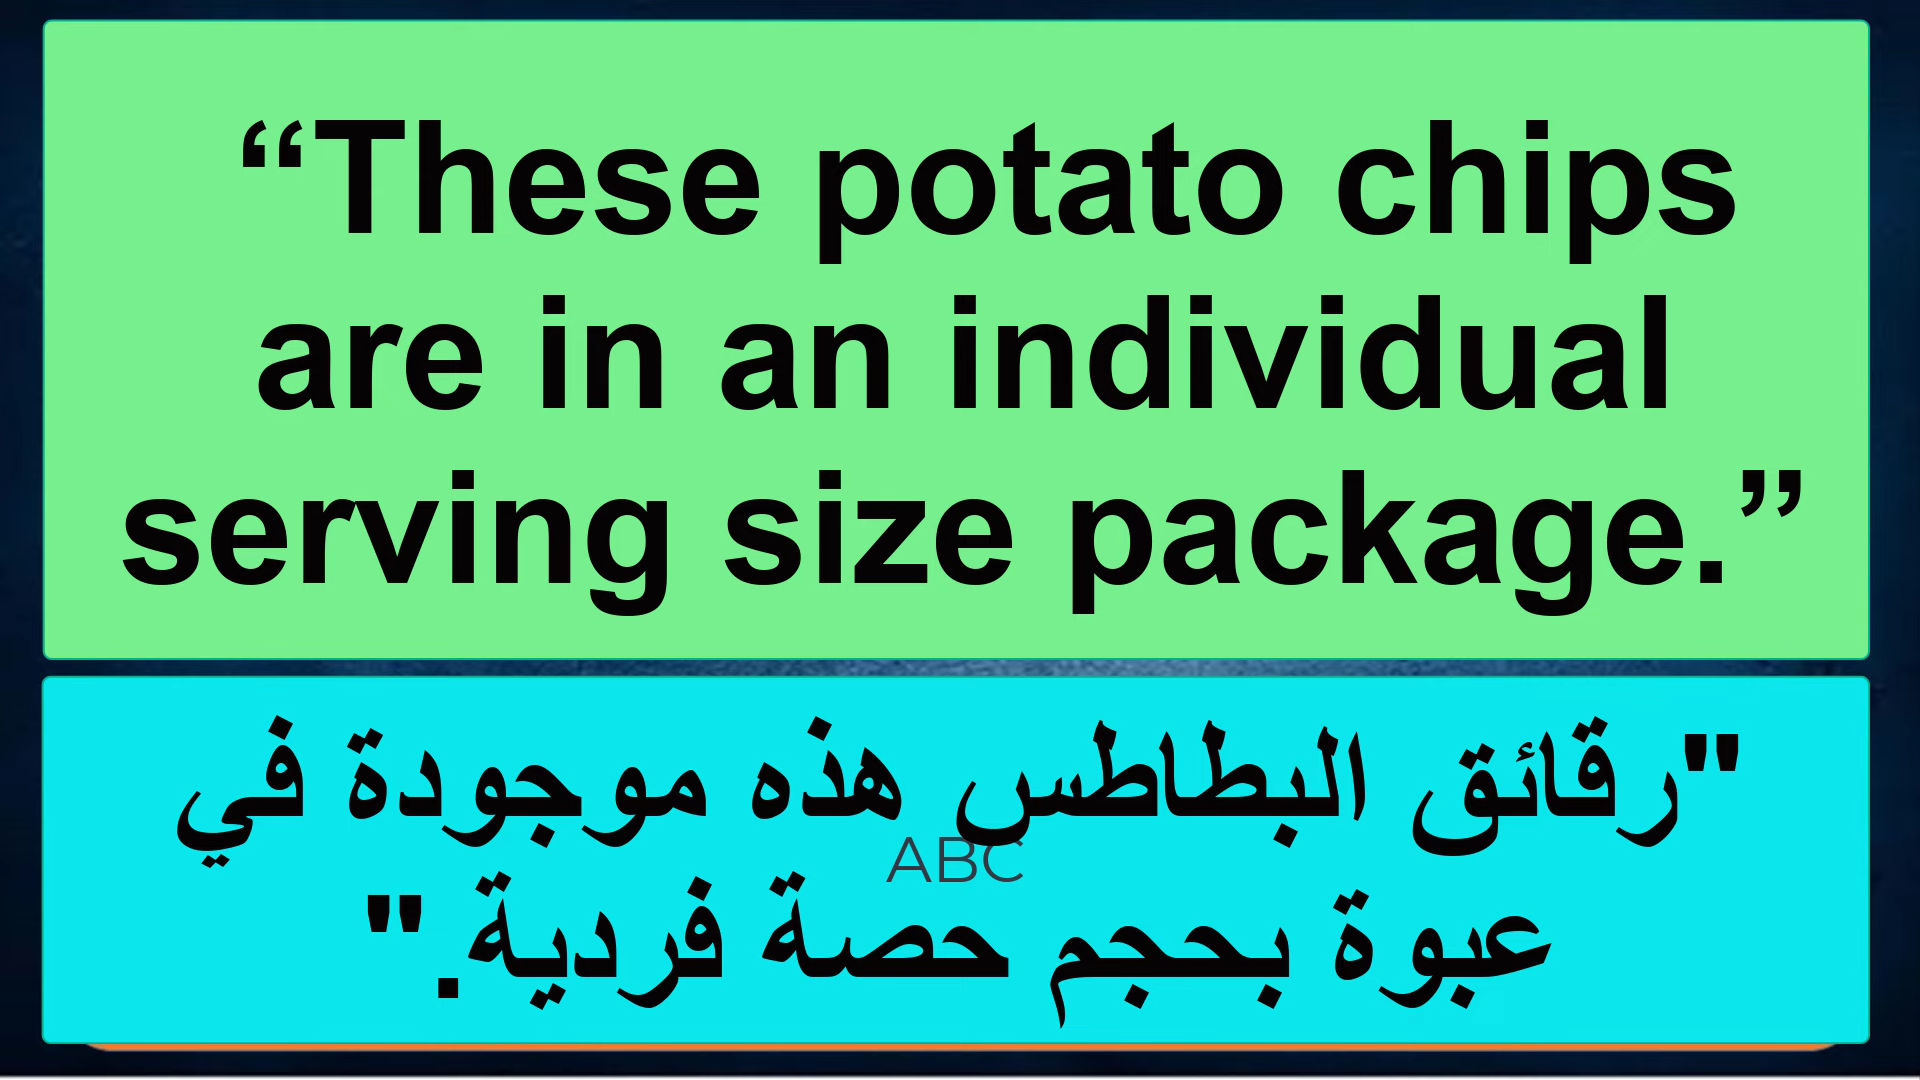 “These potato chips
are in an individual
serving size package.”
"رقائق البطاطس هذه موجودة في
ABC
عبوة بحجم حصة فردية."